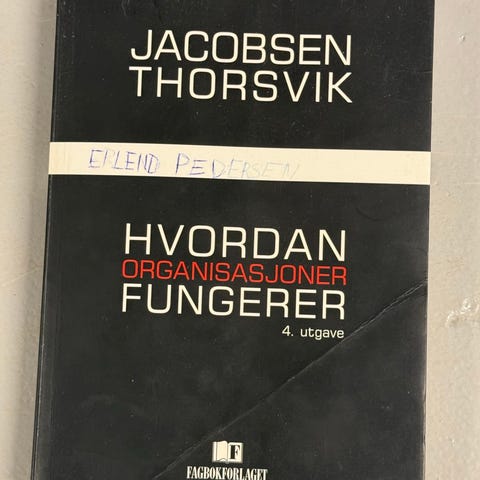 JACOBSEN
THORSVIK
ERLEND PEDERSEN
HVORDAN
ORGANISASJONER
FUNGERER
4. utgave
F
FAGBOKFORLAGET